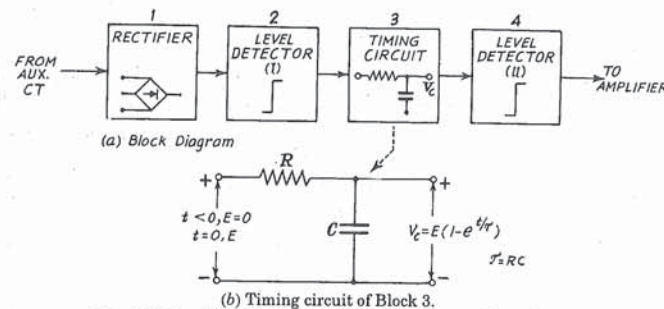 1
2
3
4
RECTIFIER
LEVEL
DETECTOR
(I)
TIMING
CIRCUIT
LEVEL
DETECTOR
(II)
FROM
AUX.
CT
Vc
TO
AMPLIFIER
(a) Block Diagram
R
+
+
t < 0, E=0
t=0, E
C
Vc=E(1-e^t/τ)
τ=RC
-
-
(b) Timing circuit of Block 3.